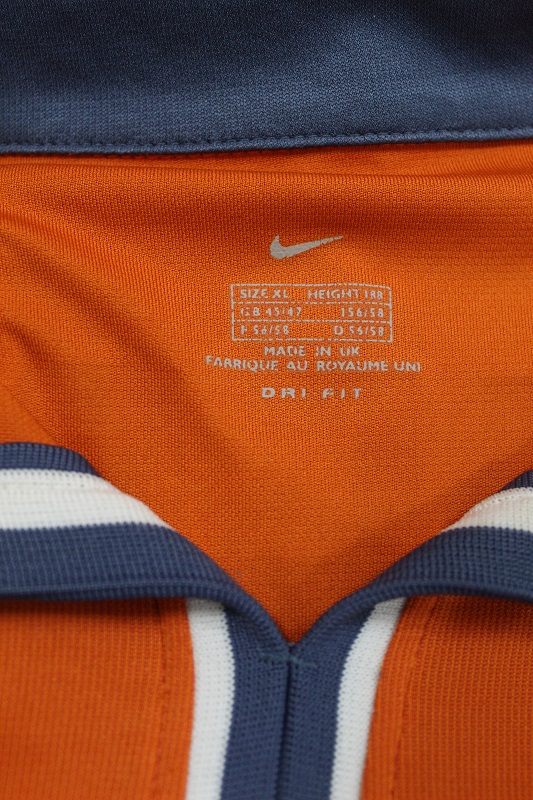 SIZE XL HEIGHT 188
GB 45/47 I 56/58
F 56/58 D 56/58
MADE IN UK
FABRIQUE AU ROYAUME UNI
DRI FIT